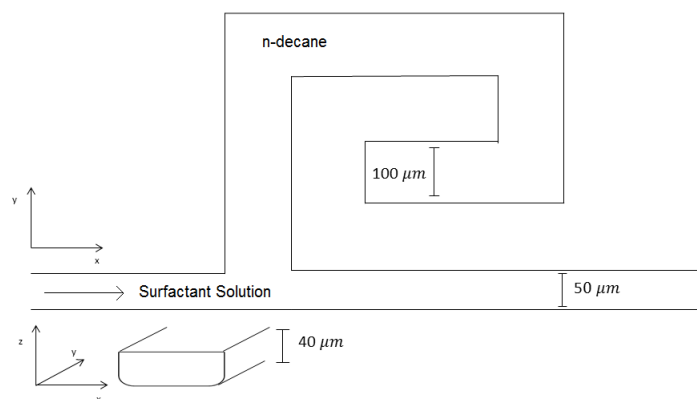 n-decane
100 μm
y
x
Surfactant Solution
50 μm
z
y
40 μm
x